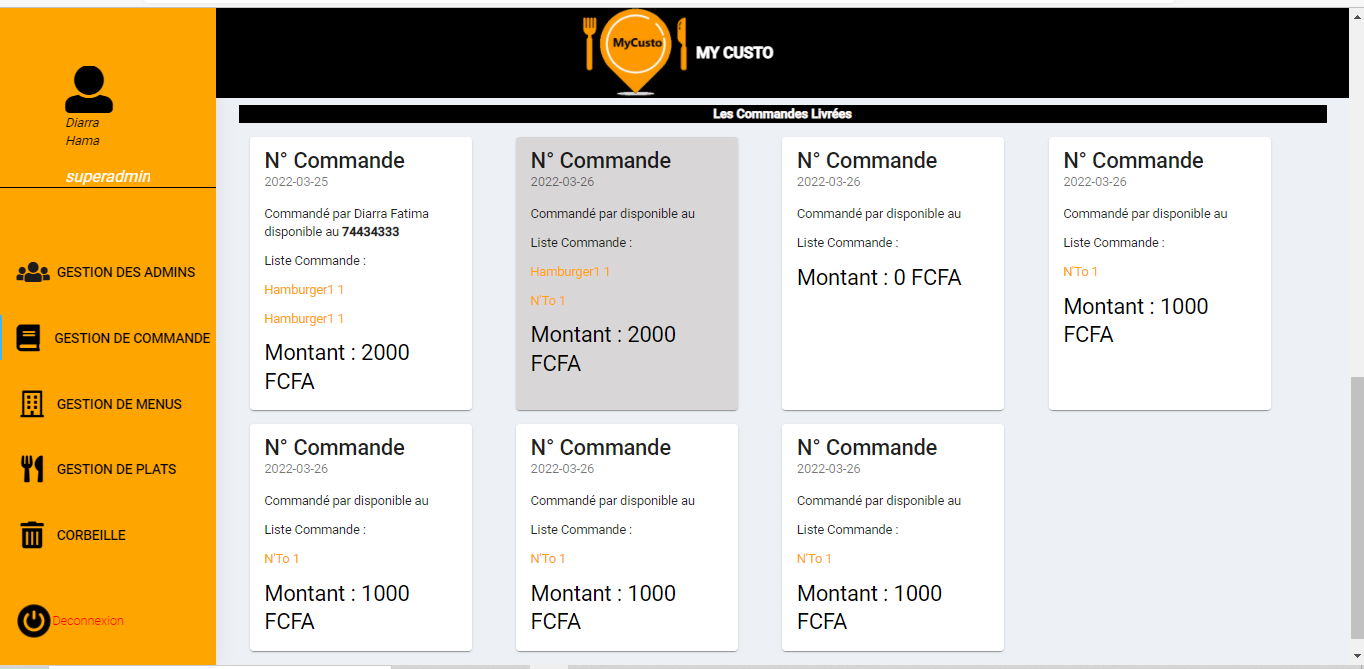 MyCusto
MY CUSTO
Diarra
Hama
superadmin
GESTION DES ADMINS
GESTION DE COMMANDE
GESTION DE MENUS
GESTION DE PLATS
CORBEILLE
Deconnexion
Les Commandes Livrées
N° Commande
2022-03-25
Commandé par Diarra Fatima
disponible au 74434333
Liste Commande :
Hamburger1 1
Hamburger1 1
Montant : 2000
FCFA
N° Commande
2022-03-26
Commandé par disponible au
Liste Commande :
Hamburger1 1
N'To 1
Montant : 2000
FCFA
N° Commande
2022-03-26
Commandé par disponible au
Liste Commande :
Montant : 0 FCFA
N° Commande
2022-03-26
Commandé par disponible au
Liste Commande :
N'To 1
Montant : 1000
FCFA
N° Commande
2022-03-26
Commandé par disponible au
Liste Commande :
N'To 1
Montant : 1000
FCFA
N° Commande
2022-03-26
Commandé par disponible au
Liste Commande :
N'To 1
Montant : 1000
FCFA
N° Commande
2022-03-26
Commandé par disponible au
Liste Commande :
N'To 1
Montant : 1000
FCFA